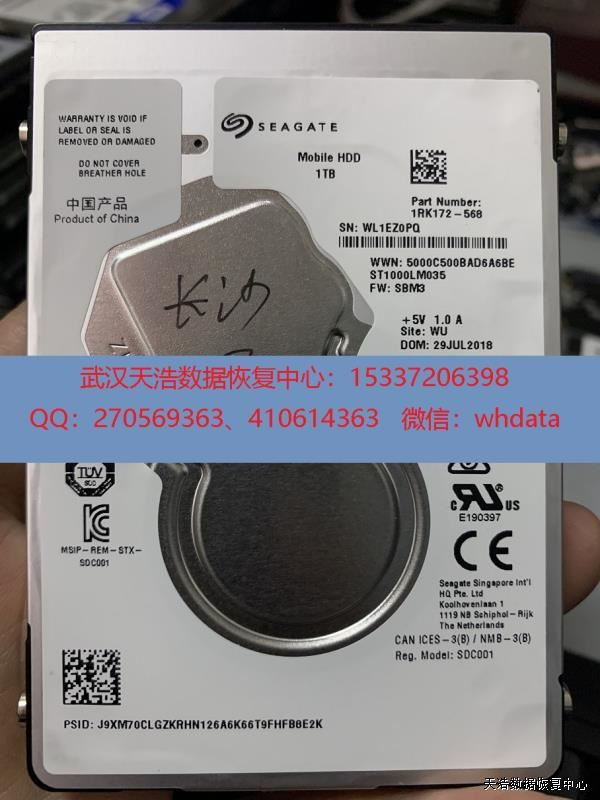 WARRANTY IS VOID IF
LABEL OR SEAL IS
REMOVED OR DAMAGED
DO NOT COVER
BREATHER HOLE
中国产品
Product of China
SEAGATE
Mobile HDD
1TB
Part Number:
1RK172-568
SN: WL1EZ0PQ
WWN: 5000C500BAD6A6BE
ST1000LM035
FW: SBM3
+5V 1.0 A
Site: WU
DOM: 29JUL2018
长沙
武汉天浩数据恢复中心：15337206398
QQ：270569363、410614363 微信：whdata
TÜV
SÜD
c RU US
E190397
MSIP-REM-STX-
SDC001
CE
Seagate Singapore Int'l
HQ Pte. Ltd
Koolhovenlaan 1
1119 NB Schiphol-Rijk
The Netherlands
CAN ICES-3(B) / NMB-3(B)
Reg. Model: SDC001
PSID: J9XM70CLGZKRHN126A6K66T9FHFB8E2K
天浩数据恢复中心